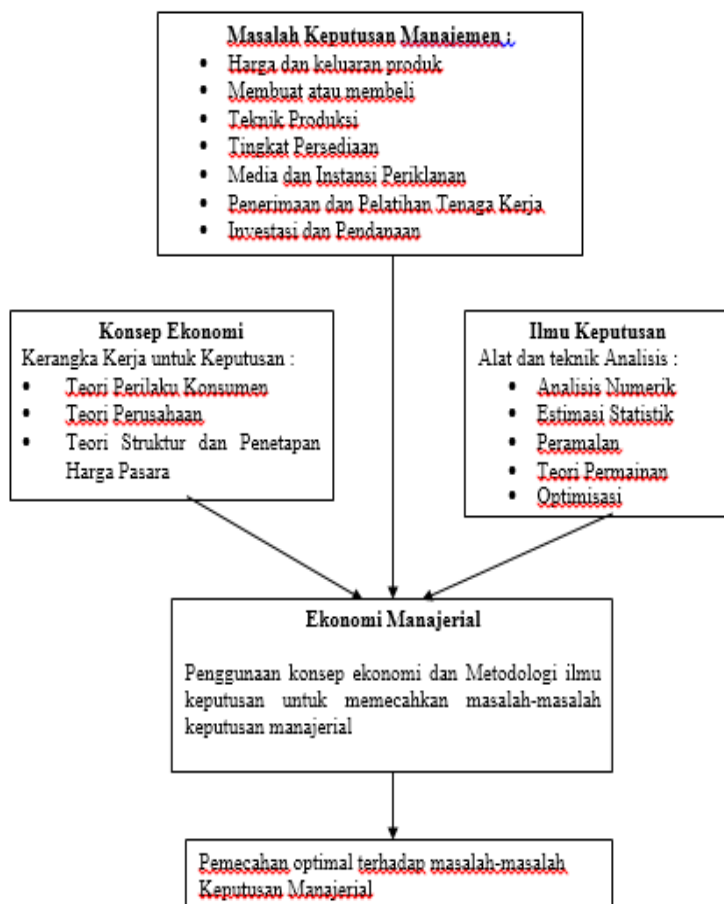 Masalah Keputusan Manajemen :
• Harga dan keluaran produk
• Membuat atau membeli
• Teknik Produksi
• Tingkat Persediaan
• Media dan Instansi Periklanan
• Penerimaan dan Pelatihan Tenaga Kerja
• Investasi dan Pendanaan
Konsep Ekonomi
Kerangka Kerja untuk Keputusan :
• Teori Perilaku Konsumen
• Teori Perusahaan
• Teori Struktur dan Penetapan
Harga Pasara
Ilmu Keputusan
Alat dan teknik Analisis :
• Analisis Numerik
• Estimasi Statistik
• Peramalan
• Teori Permainan
• Optimisasi
Ekonomi Manajerial
Penggunaan konsep ekonomi dan Metodologi ilmu
keputusan untuk memecahkan masalah-masalah
keputusan manajerial
Pemecahan optimal terhadap masalah-masalah
Keputusan Manajerial